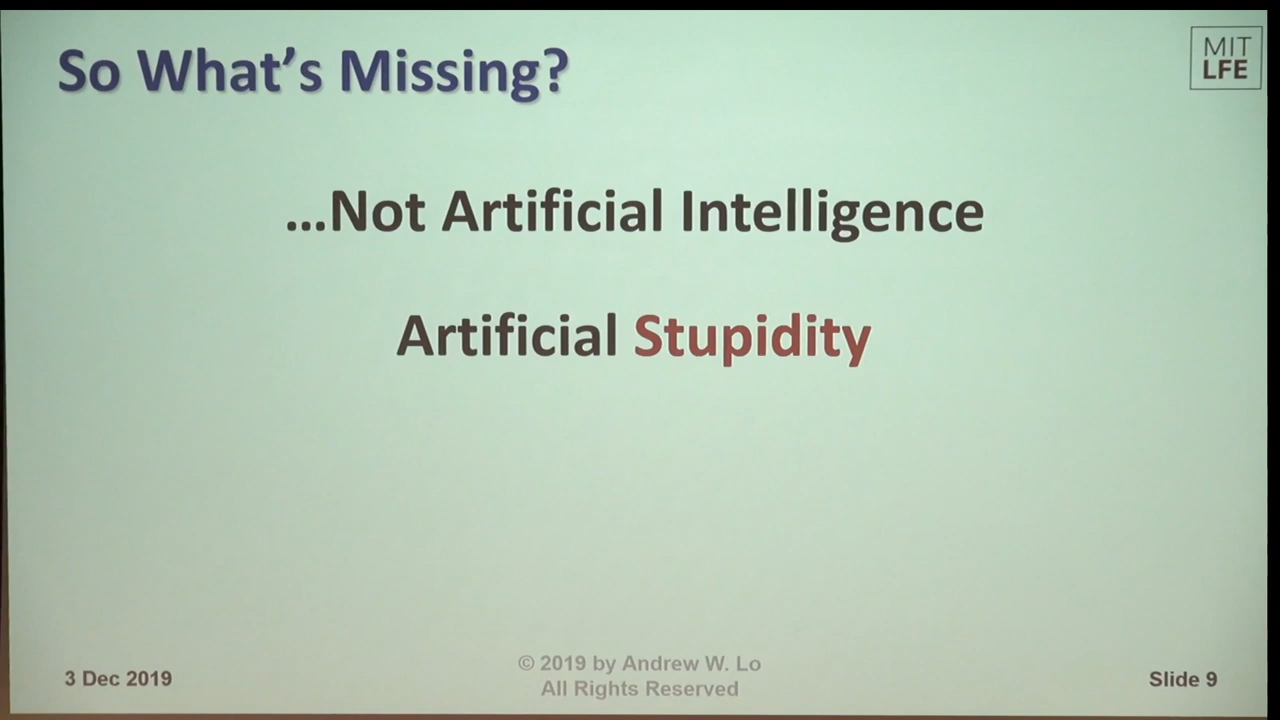 So What's Missing?
MIT
LFE
...Not Artificial Intelligence
Artificial Stupidity
3 Dec 2019
© 2019 by Andrew W. Lo
All Rights Reserved
Slide 9